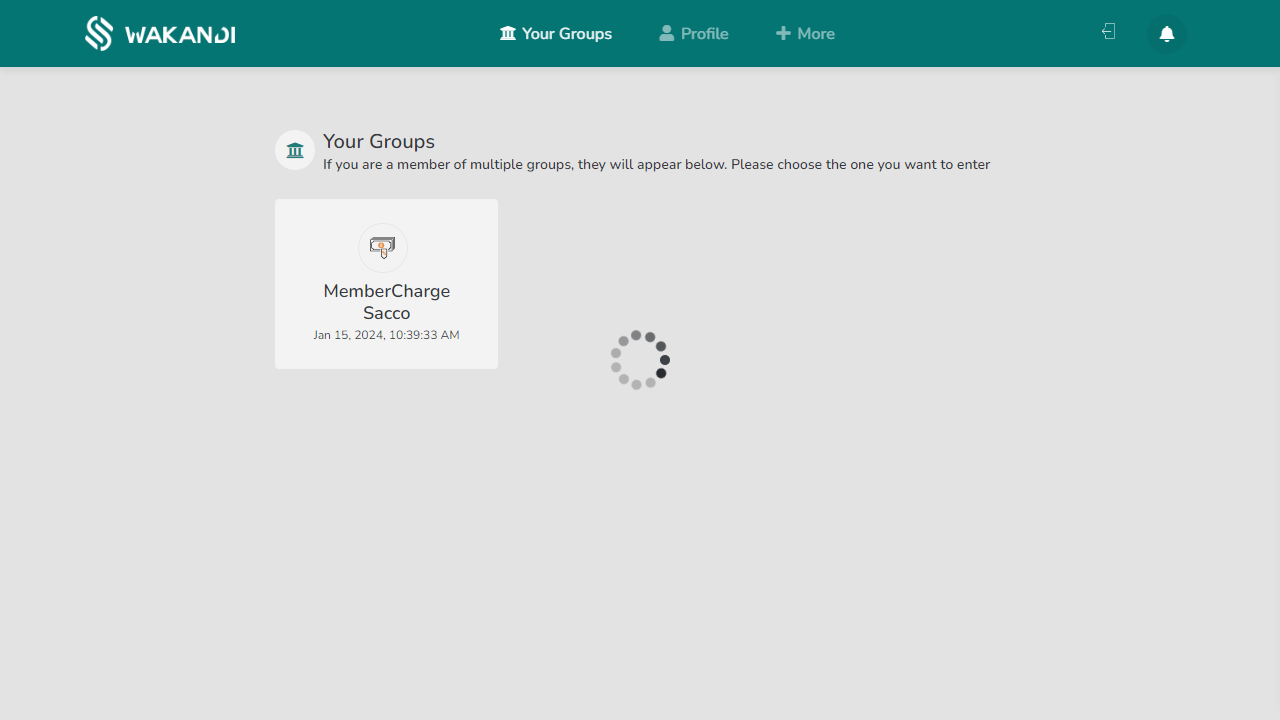 WAKANDI
Your Groups
Profile
More
Your Groups
If you are a member of multiple groups, they will appear below. Please choose the one you want to enter
MemberCharge
Sacco
Jan 15, 2024, 10:39:33 AM